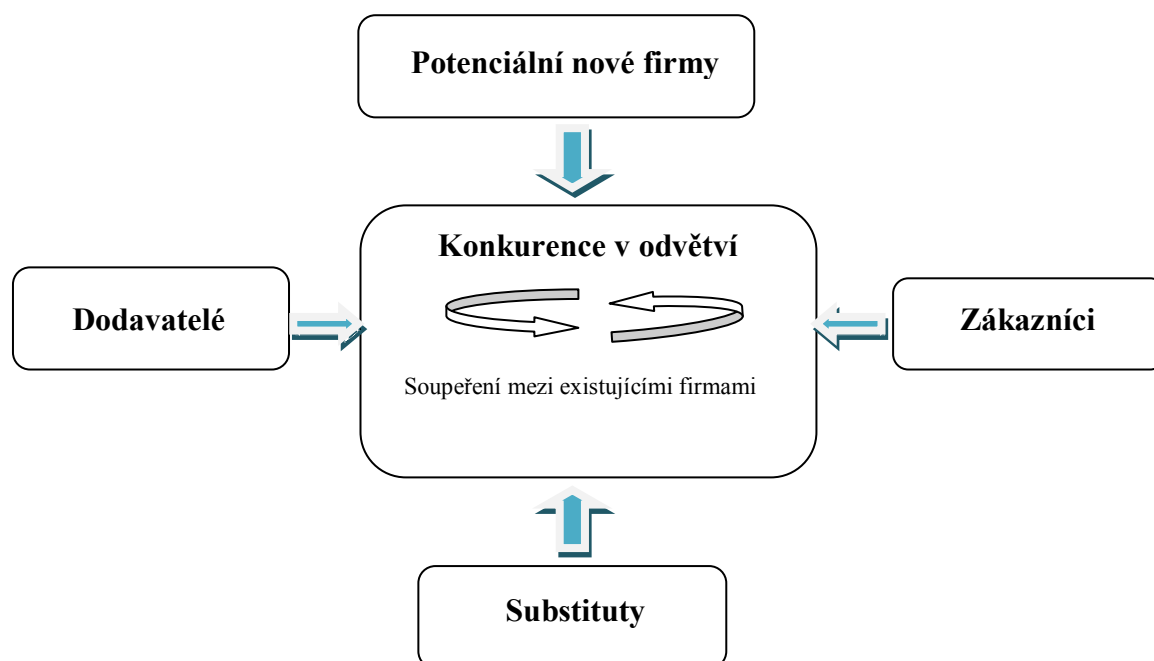 Potenciální nové firmy
Konkurence v odvětví
Dodavatelé
Zákazníci
Soupeření mezi existujícími firmami
Substituty